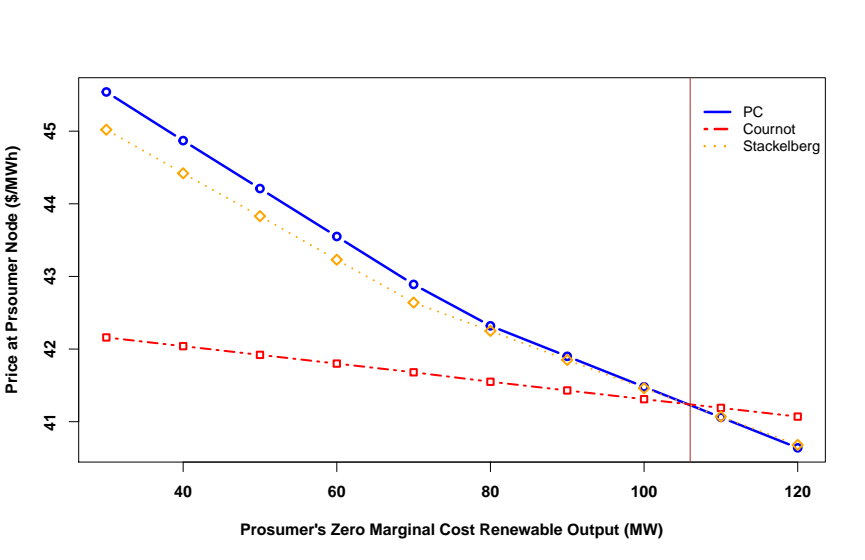 PC
Cournot
Stackelberg
45
44
43
42
41
Price at Prsoumer Node ($/MWh)
40
60
80
100
120
Prosumer's Zero Marginal Cost Renewable Output (MW)